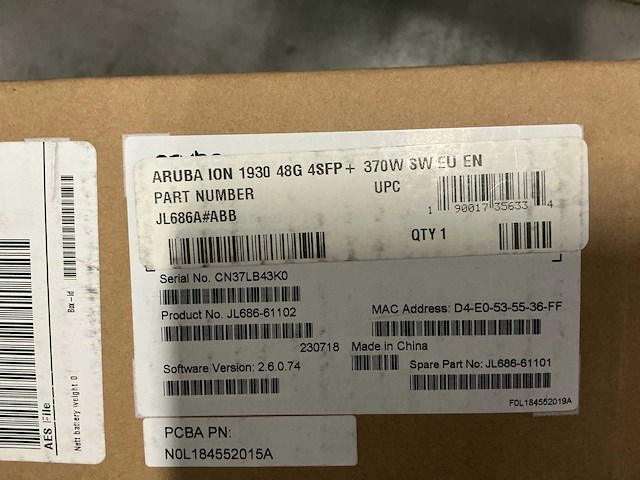 ARUBA ION 1930 48G 4SFP+ 370W SW EU EN
PART NUMBER
UPC
JL686A#ABB
1 90017 35633 4
QTY 1
Serial No. CN37LB43K0
Product No. JL686-61102
MAC Address: D4-E0-53-55-36-FF
230718 Made in China
Software Version: 2.6.0.74
Spare Part No: JL686-61101
F0L184552019A
PCBA PN:
N0L184552015A
Box-Id
AES File
Nett battery weight 0